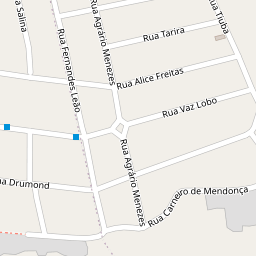 Salina
Rua Agrário Menezes
Rua Tiuba
Rua Tarira
Rua Fernandes Leão
Rua Alice Freitas
Rua Vaz Lobo
Rua Agrário Menezes
Drumond
Rua Carneiro de Mendonça